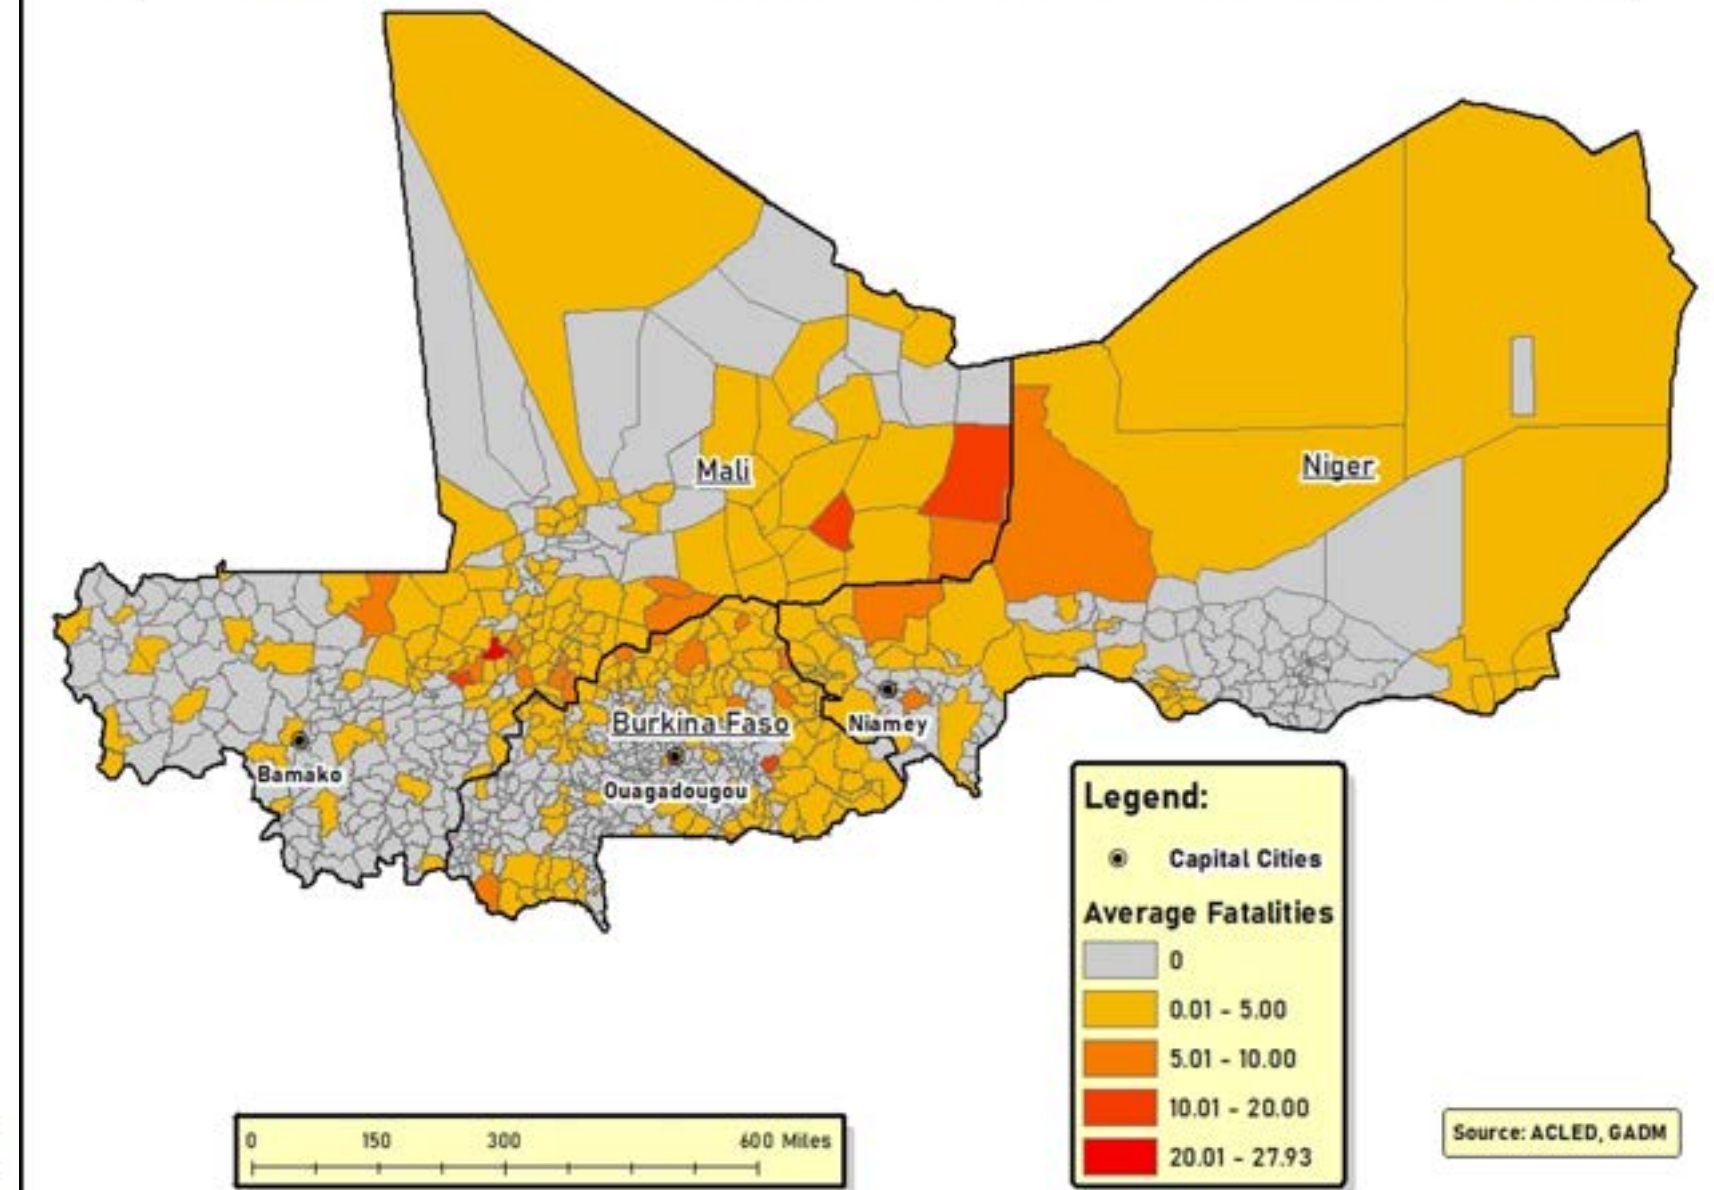 Mali
Niger
Burkina Faso
Niamey
Bamako
Ouagadougou
Legend:
Capital Cities
Average Fatalities
0
0.01 - 5.00
5.01 - 10.00
10.01 - 20.00
20.01 - 27.93
0 150 300 600 Miles
Source: ACLED, GADM